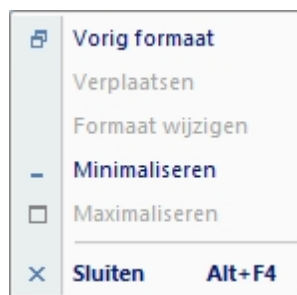 Vorig formaat
Verplaatsen
Formaat wijzigen
Minimaliseren
Maximaliseren
Sluiten Alt+F4